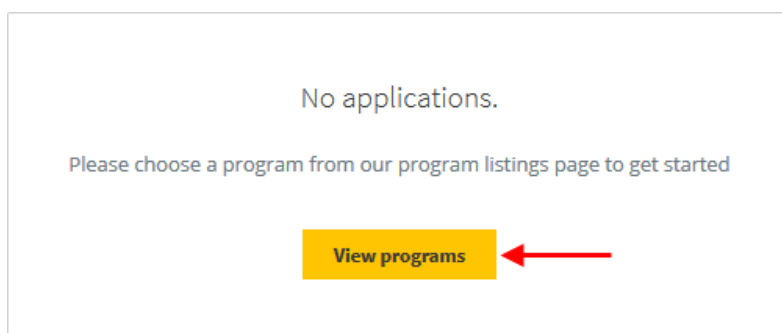 No applications.
Please choose a program from our program listings page to get started
View programs